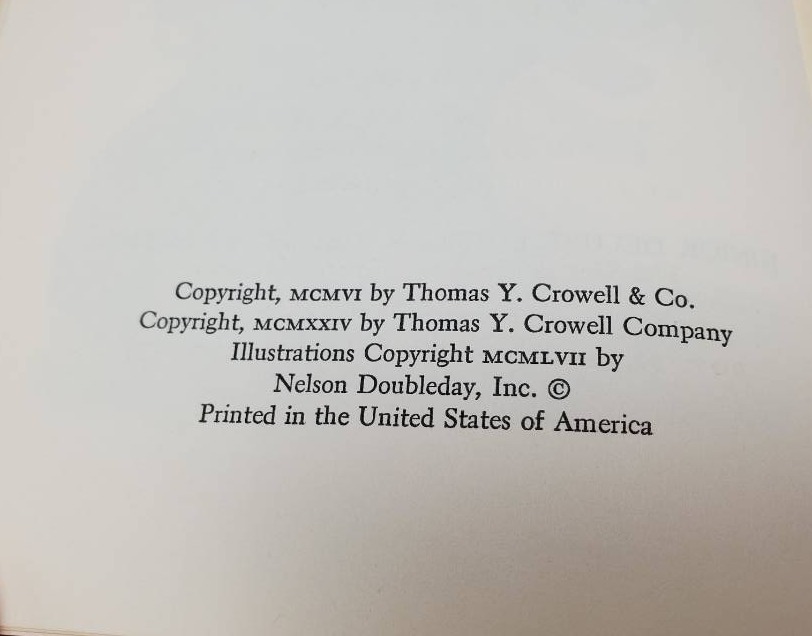 Copyright, MCMVI by Thomas Y. Crowell & Co.
Copyright, MCMXXIV by Thomas Y. Crowell Company
Illustrations Copyright MCMLVII by
Nelson Doubleday, Inc. ©
Printed in the United States of America